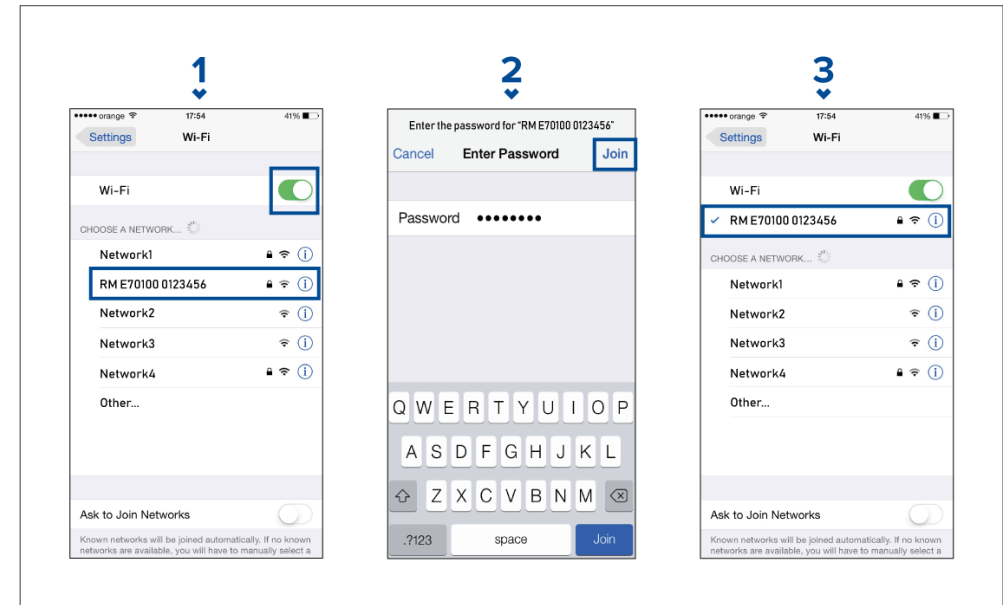 1
••••• orange 17:54 41%
Settings Wi-Fi
Wi-Fi
CHOOSE A NETWORK...
Network1
RM E70100 0123456
Network2
Network3
Network4
Other...
Ask to Join Networks
Known networks will be joined automatically. If no known
networks are available, you will have to manually select a
2
Enter the password for “RM E70100 0123456”
Cancel Enter Password Join
Password ••••••••
Q W E R T Y U I O P
A S D F G H J K L
Z X C V B N M
.?123 space Join
3
••••• orange 17:54 41%
Settings Wi-Fi
Wi-Fi
RM E70100 0123456
CHOOSE A NETWORK...
Network1
Network2
Network3
Network4
Other...
Ask to Join Networks
Known networks will be joined automatically. If no known
networks are available, you will have to manually select a